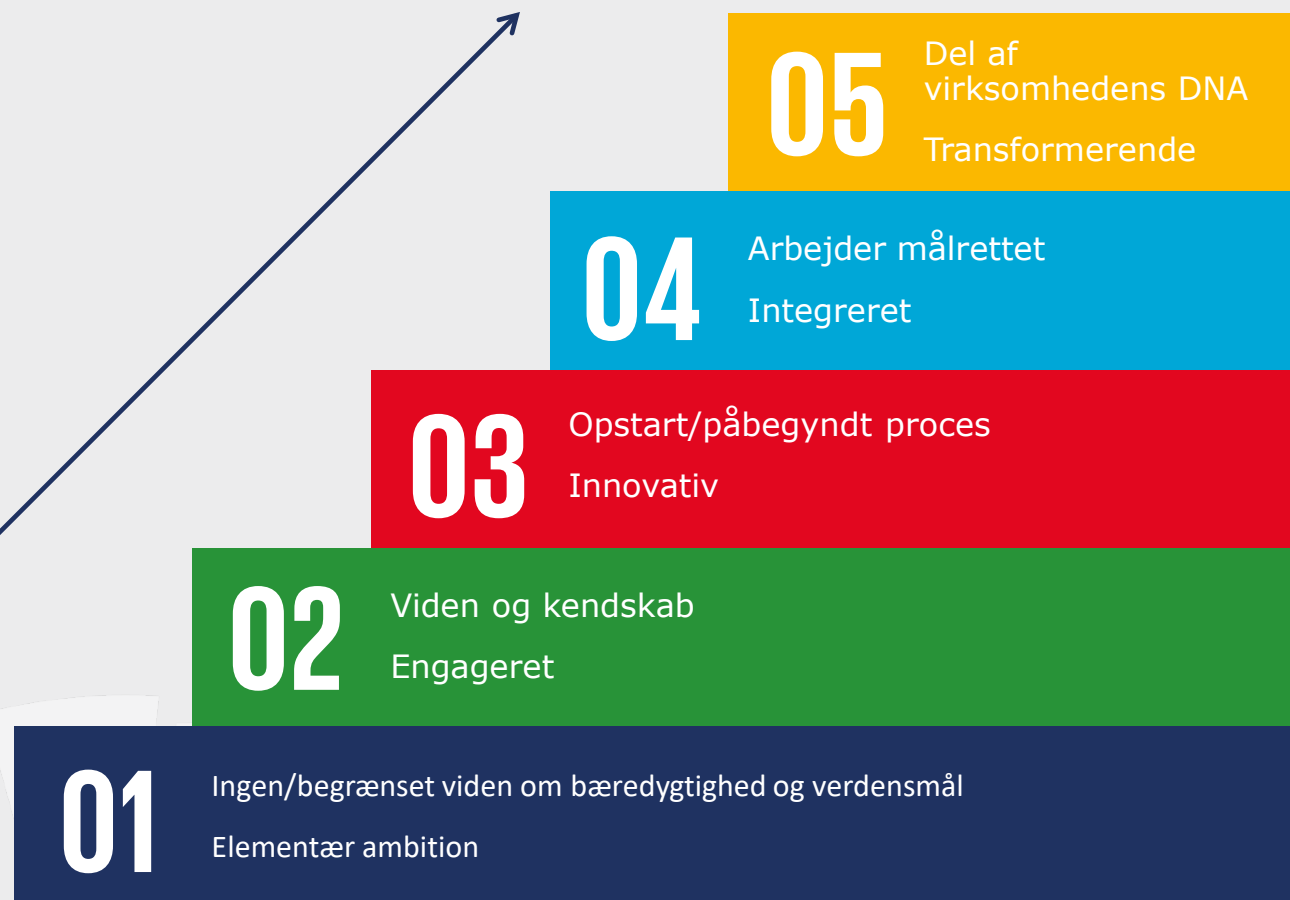 05
Del af
virksomhedens DNA
Transformerende
04
Arbejder målrettet
Integreret
03
Opstart/påbegyndt proces
Innovativ
02
Viden og kendskab
Engageret
01
Ingen/begrænset viden om bæredygtighed og verdensmål
Elementær ambition